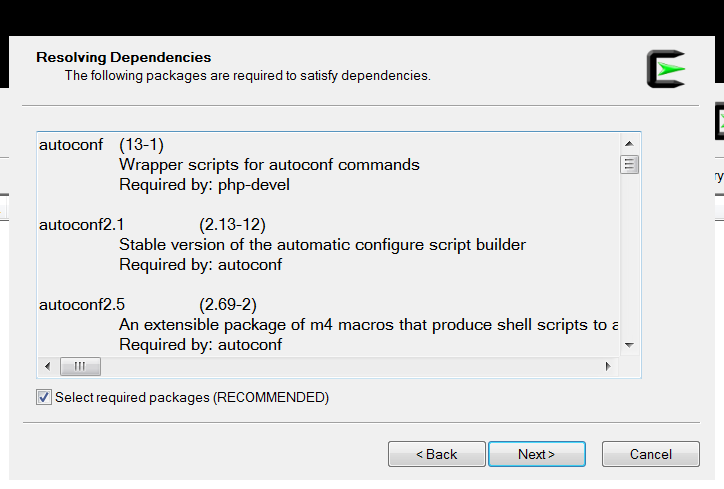 Resolving Dependencies
The following packages are required to satisfy dependencies.
autoconf (13-1)
Wrapper scripts for autoconf commands
Required by: php-devel
autoconf2.1 (2.13-12)
Stable version of the automatic configure script builder
Required by: autoconf
autoconf2.5 (2.69-2)
An extensible package of m4 macros that produce shell scripts to a
Required by: autoconf
Select required packages (RECOMMENDED)
< Back
Next >
Cancel
ry